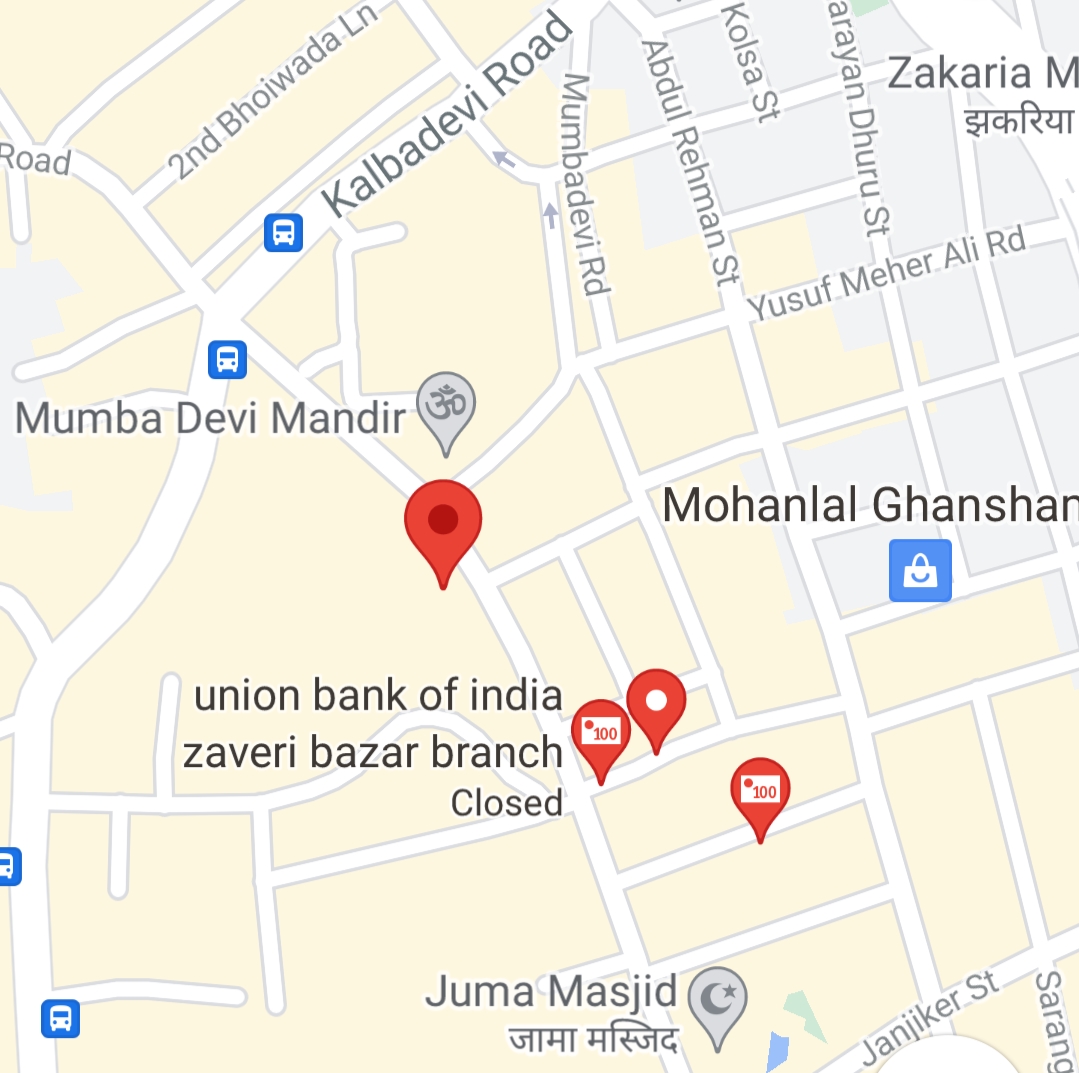 2nd Bhoiwada Ln
Kalbadevi Road
Road
Mumbadevi Rd
Abdul Rehman St
Kolsa St
arayan Dhuru St
Zakaria M
झकरिया
Yusuf Meher Ali Rd
Mumba Devi Mandir
ॐ
Mohanlal Ghansham
union bank of india
zaveri bazar branch
Closed
100
100
Juma Masjid
जामा मस्जिद
Janjiker St
Sarang